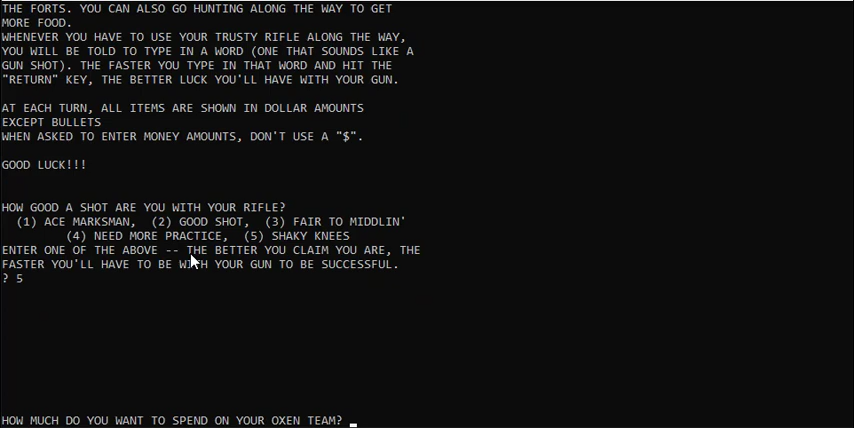 THE FORTS. YOU CAN ALSO GO HUNTING ALONG THE WAY TO GET
MORE FOOD.
WHENEVER YOU HAVE TO USE YOUR TRUSTY RIFLE ALONG THE WAY,
YOU WILL BE TOLD TO TYPE IN A WORD (ONE THAT SOUNDS LIKE A
GUN SHOT). THE FASTER YOU TYPE IN THAT WORD AND HIT THE
"RETURN" KEY, THE BETTER LUCK YOU'LL HAVE WITH YOUR GUN.
AT EACH TURN, ALL ITEMS ARE SHOWN IN DOLLAR AMOUNTS
EXCEPT BULLETS
WHEN ASKED TO ENTER MONEY AMOUNTS, DON'T USE A "$".
GOOD LUCK!!!
HOW GOOD A SHOT ARE YOU WITH YOUR RIFLE?
(1) ACE MARKSMAN, (2) GOOD SHOT, (3) FAIR TO MIDDLIN'
(4) NEED MORE PRACTICE, (5) SHAKY KNEES
ENTER ONE OF THE ABOVE -- THE BETTER YOU CLAIM YOU ARE, THE
FASTER YOU'LL HAVE TO BE WITH YOUR GUN TO BE SUCCESSFUL.
? 5
HOW MUCH DO YOU WANT TO SPEND ON YOUR OXEN TEAM?